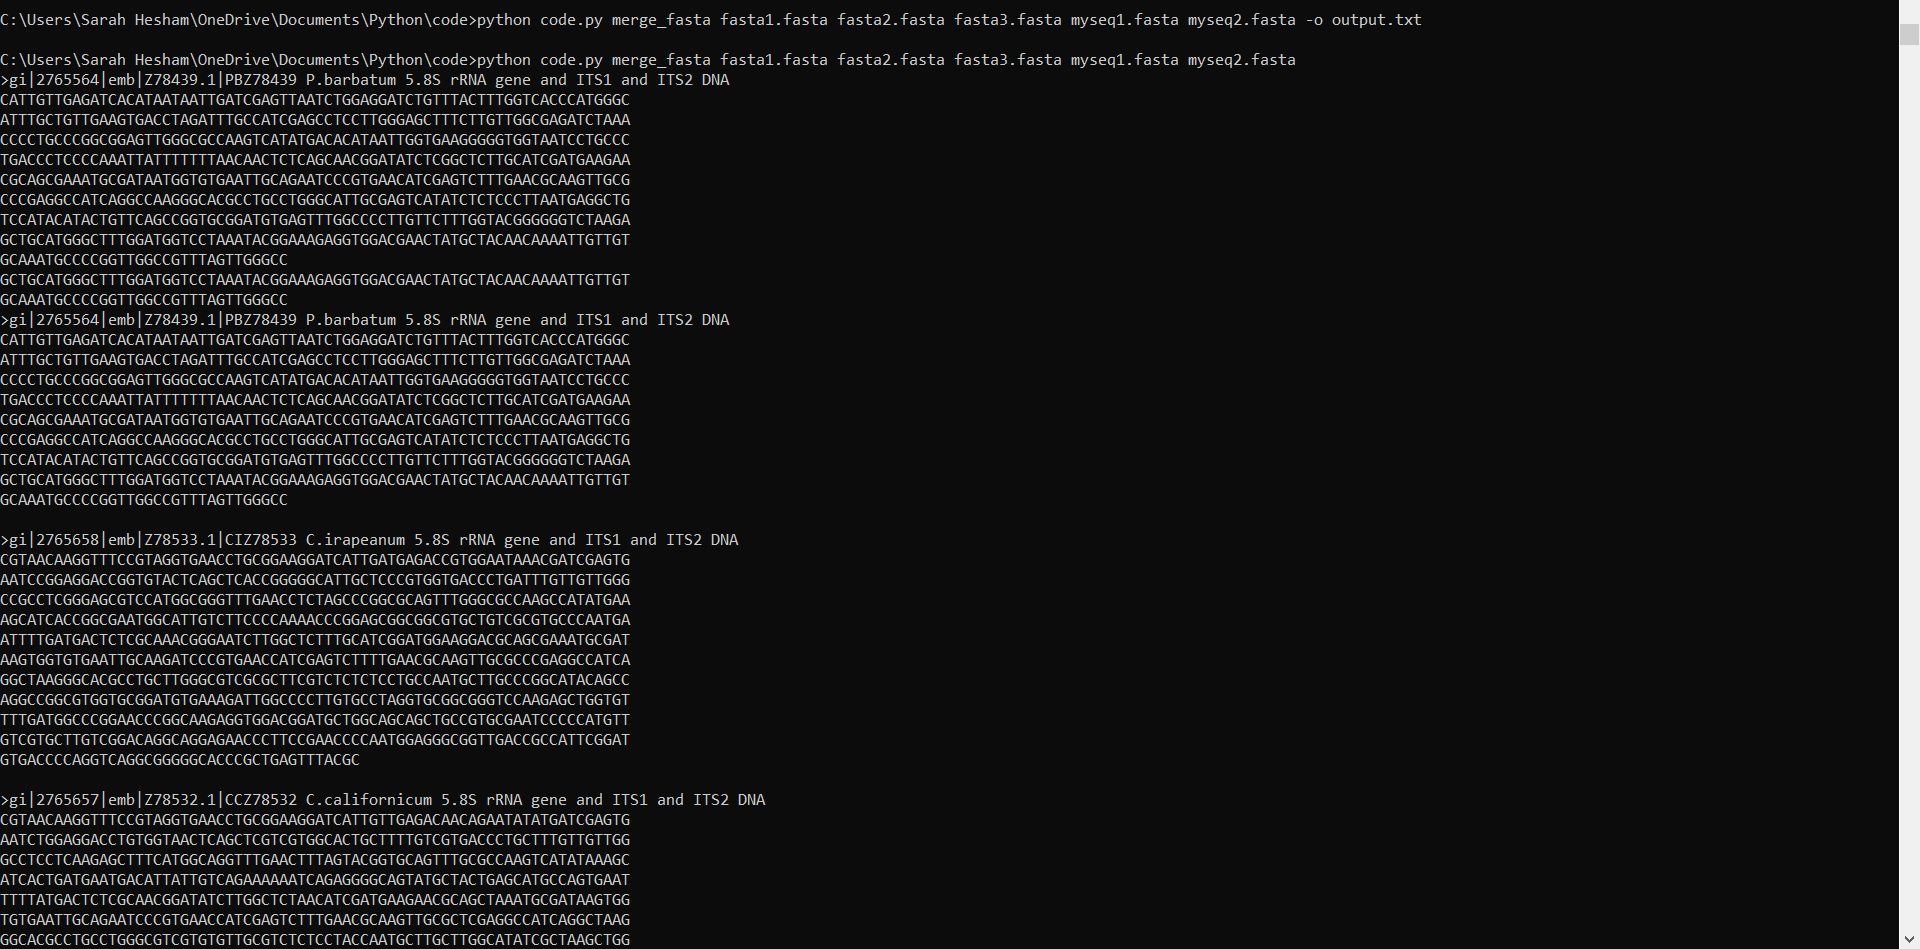 C:\Users\Sarah Hesham\OneDrive\Documents\Python\code>python code.py merge_fasta fasta1.fasta fasta2.fasta fasta3.fasta myseq1.fasta myseq2.fasta -o output.txt
C:\Users\Sarah Hesham\OneDrive\Documents\Python\code>python code.py merge_fasta fasta1.fasta fasta2.fasta fasta3.fasta myseq1.fasta myseq2.fasta
>gi|2765564|emb|Z78439.1|PBZ78439 P.barbatum 5.8S rRNA gene and ITS1 and ITS2 DNA
CATTGTTGAGATCACATAATAATTGATCGAGTTAATCTGGAGGATCTGTTTACTTTGGTCACCCATGGGC
ATTTGCTGTTGAAGTGACCTAGATTTGCCATCGAGCCTCCTTGGGAGCTTTCTTGTTGGCGAGATCTAAA
CCCCTGCCCGGCGGAGTTGGGCGCCAAGTCATATGACACATAATTGGTGAAGGGGGTGGTAATCCTGCCC
TGACCCTCCCCAAATTATTTTTTTAACAACTCTCAGCAACGGATATCTCGGCTCTTGCATCGATGAAGAA
CGCAGCGAAATGCGATAATGGTGTGAATTGCAGAATCCCGTGAACATCGAGTCTTTGAACGCAAGTTGCG
CCCGAGGCCATCAGGCCAAGGGCACGCCTGCCTGGGCATTGCGAGTCATATCTCTCCCTTAATGAGGCTG
TCCATACATACTGTTCAGCCGGTGCGGATGTGAGTTTGGCCCCTTGTTCTTTGGTACGGGGGGTCTAAGA
GCTGCATGGGCTTTGGATGGTCCTAAATACGGAAAGAGGTGGACGAACTATGCTACAACAAAATTGTTGT
GCAAATGCCCCGGTTGGCCGTTTAGTTGGGCC
GCTGCATGGGCTTTGGATGGTCCTAAATACGGAAAGAGGTGGACGAACTATGCTACAACAAAATTGTTGT
GCAAATGCCCCGGTTGGCCGTTTAGTTGGGCC
>gi|2765564|emb|Z78439.1|PBZ78439 P.barbatum 5.8S rRNA gene and ITS1 and ITS2 DNA
CATTGTTGAGATCACATAATAATTGATCGAGTTAATCTGGAGGATCTGTTTACTTTGGTCACCCATGGGC
ATTTGCTGTTGAAGTGACCTAGATTTGCCATCGAGCCTCCTTGGGAGCTTTCTTGTTGGCGAGATCTAAA
CCCCTGCCCGGCGGAGTTGGGCGCCAAGTCATATGACACATAATTGGTGAAGGGGGTGGTAATCCTGCCC
TGACCCTCCCCAAATTATTTTTTTAACAACTCTCAGCAACGGATATCTCGGCTCTTGCATCGATGAAGAA
CGCAGCGAAATGCGATAATGGTGTGAATTGCAGAATCCCGTGAACATCGAGTCTTTGAACGCAAGTTGCG
CCCGAGGCCATCAGGCCAAGGGCACGCCTGCCTGGGCATTGCGAGTCATATCTCTCCCTTAATGAGGCTG
TCCATACATACTGTTCAGCCGGTGCGGATGTGAGTTTGGCCCCTTGTTCTTTGGTACGGGGGGTCTAAGA
GCTGCATGGGCTTTGGATGGTCCTAAATACGGAAAGAGGTGGACGAACTATGCTACAACAAAATTGTTGT
GCAAATGCCCCGGTTGGCCGTTTAGTTGGGCC
>gi|2765658|emb|Z78533.1|CIZ78533 C.irapeanum 5.8S rRNA gene and ITS1 and ITS2 DNA
CGTAACAAGGTTTCCGTAGGTGAACCTGCGGAAGGATCATTGATGAGACCGTGGAATAAACGATCGAGTG
AATCCGGAGGACCGGTGTACTCAGCTCACCGGGGGCATTGCTCCCGTGGTGACCCTGATTTGTTGTTGGG
CCGCCTCGGGAGCGTCCATGGCGGGTTTGAACCTCTAGCCCGGCGCAGTTTGGGCGCCAAGCCATATGAA
AGCATCACCGGCGAATGGCATTGTCTTCCCCAAAACCCGGAGCGGCGGCGTGCTGTCGCGTGCCCAATGA
ATTTTGATGACTCTCGCAAACGGGAATCTTGGCTCTTTGCATCGGATGGAAGGACGCAGCGAAATGCGAT
AAGTGGTGTGAATTGCAAGATCCCGTGAACCATCGAGTCTTTTGAACGCAAGTTGCGCCCGAGGCCATCA
GGCTAAGGGCACGCCTGCTTGGGCGTCGCGCTTCGTCTCTCTCCTGCCAATGCTTGCCCGGCATACAGCC
AGGCCGGCGTGGTGCGGATGTGAAAGATTGGCCCCTTGTGCCTAGGTGCGGCGGGTCCAAGAGCTGGTGT
TTTGATGGCCCGGAACCCGGCAAGAGGTGGACGGATGCTGGCAGCAGCTGCCGTGCGAATCCCCCATGTT
GTCGTGCTTGTCGGACAGGCAGGAGAACCCTTCCGAACCCCAATGGAGGGCGGTTGACCGCCATTCGGAT
GTGACCCCAGGTCAGGCGGGGGCACCCGCTGAGTTTACGC
>gi|2765657|emb|Z78532.1|CCZ78532 C.californicum 5.8S rRNA gene and ITS1 and ITS2 DNA
CGTAACAAGGTTTCCGTAGGTGAACCTGCGGAAGGATCATTGTTGAGACAACAGAATATATGATCGAGTG
AATCTGGAGGACCTGTGGTAACTCAGCTCGTCGTGGCACTGCTTTTGTCGTGACCCTGCTTTGTTGTTGG
GCCTCCTCAAGAGCTTTCATGGCAGGTTTGAACTTTAGTACGGTGCAGTTTGCGCCAAGTCATATAAAGC
ATCACTGATGAATGACATTATTGTCAGAAAAAATCAGAGGGGCAGTATGCTACTGAGCATGCCAGTGAAT
TTTTATGACTCTCGCAACGGATATCTTGGCTCTAACATCGATGAAGAACGCAGCTAAATGCGATAAGTGG
TGTGAATTGCAGAATCCCGTGAACCATCGAGTCTTTGAACGCAAGTTGCGCTCGAGGCCATCAGGCTAAG
GGCACGCCTGCCTGGGCGTCGTGTGTTGCGTCTCTCCTACCAATGCTTGCTTGGCATATCGCTAAGCTGG